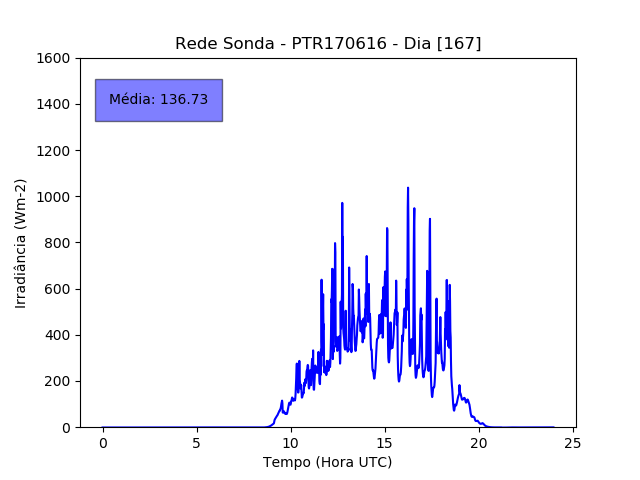 Rede Sonda - PTR170616 - Dia [167]
1600
1400
1200
1000
800
600
400
200
0
Média: 136.73
Irradiância (Wm-2)
0 5 10 15 20 25
Tempo (Hora UTC)